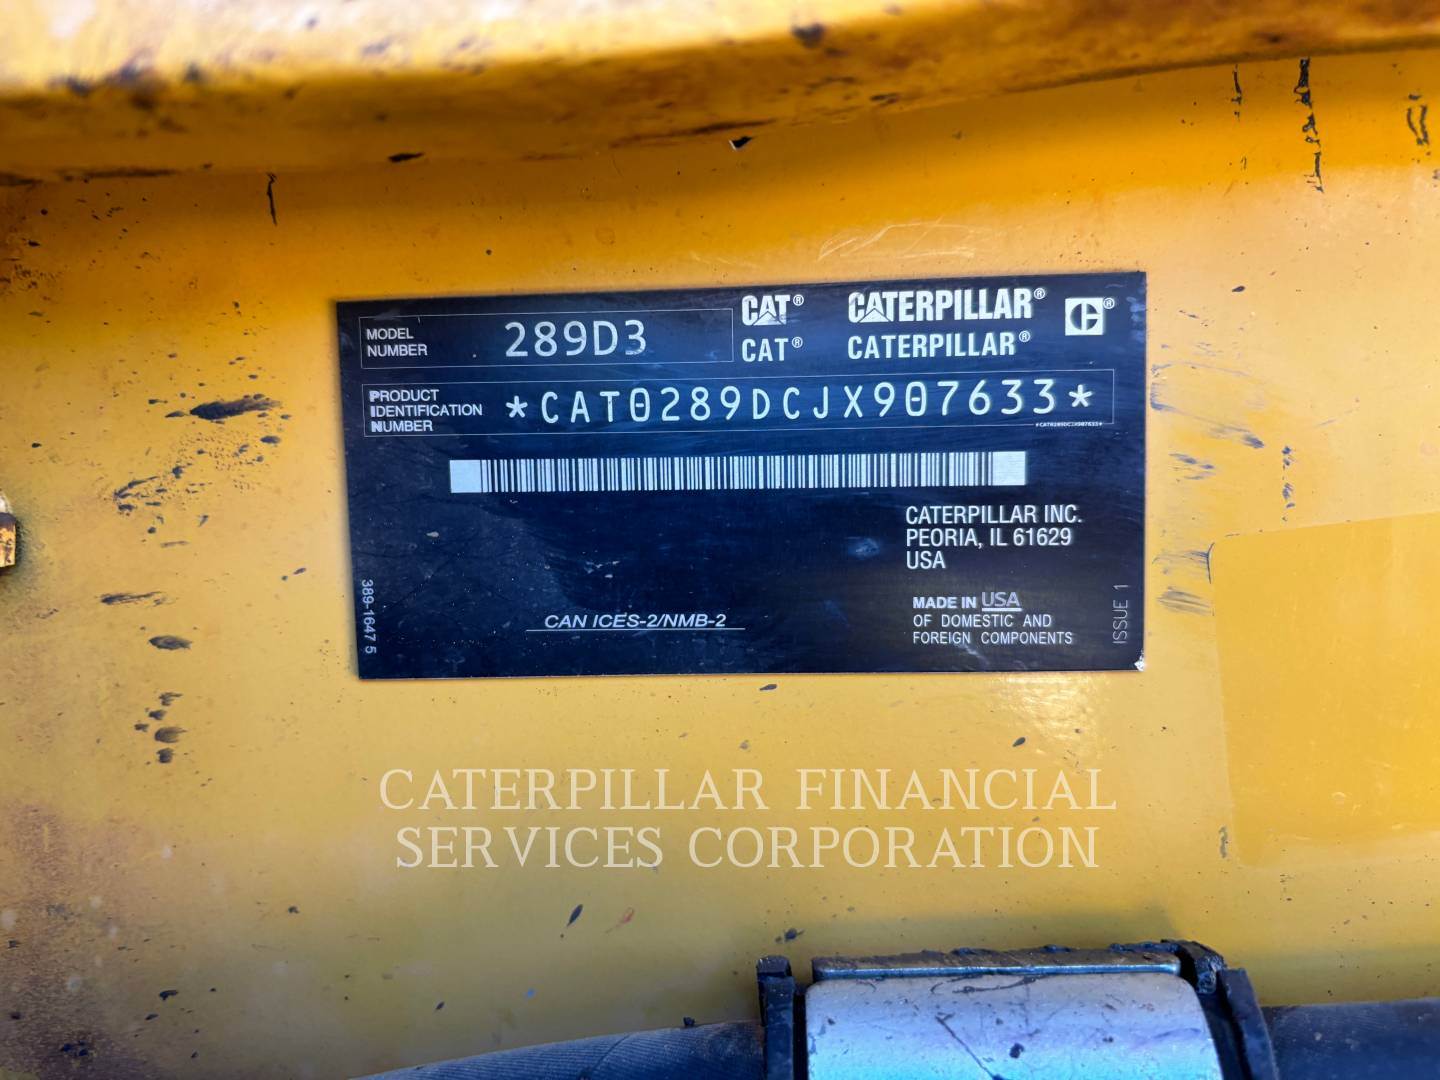 MODEL NUMBER 289D3
CAT® CATERPILLAR® C®
CAT® CATERPILLAR®
PRODUCT
IDENTIFICATION
NUMBER
*CAT0289DCJX907633*
*CAT0289DCJX907633*
CATERPILLAR INC.
PEORIA, IL 61629
USA
MADE IN USA
OF DOMESTIC AND
FOREIGN COMPONENTS
CAN ICES-2/NMB-2
389-1647 5
ISSUE 1
CATERPILLAR FINANCIAL
SERVICES CORPORATION